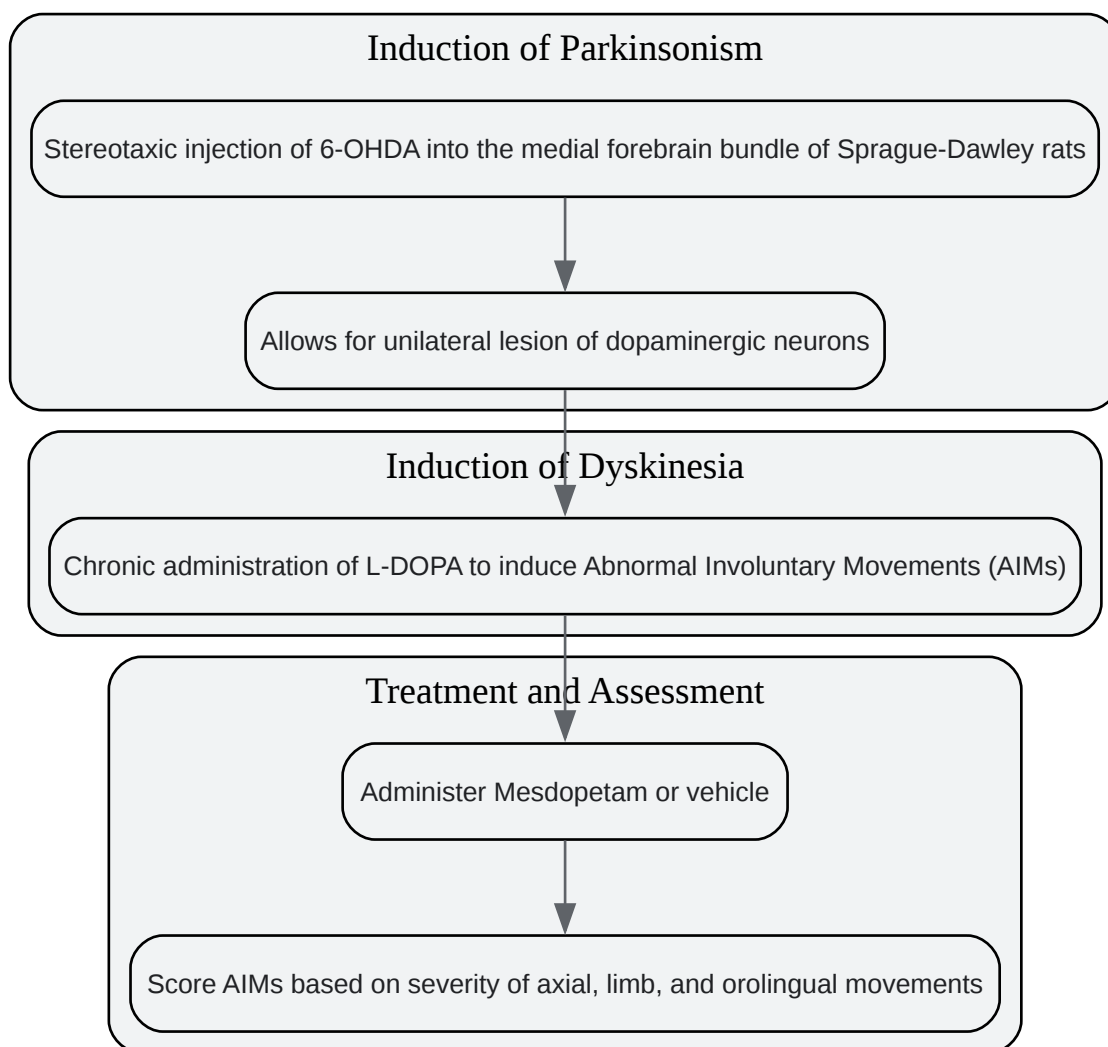 Induction of Parkinsonism
Stereotaxic injection of 6-OHDA into the medial forebrain bundle of Sprague-Dawley rats
Allows for unilateral lesion of dopaminergic neurons
Induction of Dyskinesia
Chronic administration of L-DOPA to induce Abnormal Involuntary Movements (AIMs)
Treatment and Assessment
Administer Mesdopetam or vehicle
Score AIMs based on severity of axial, limb, and orolingual movements